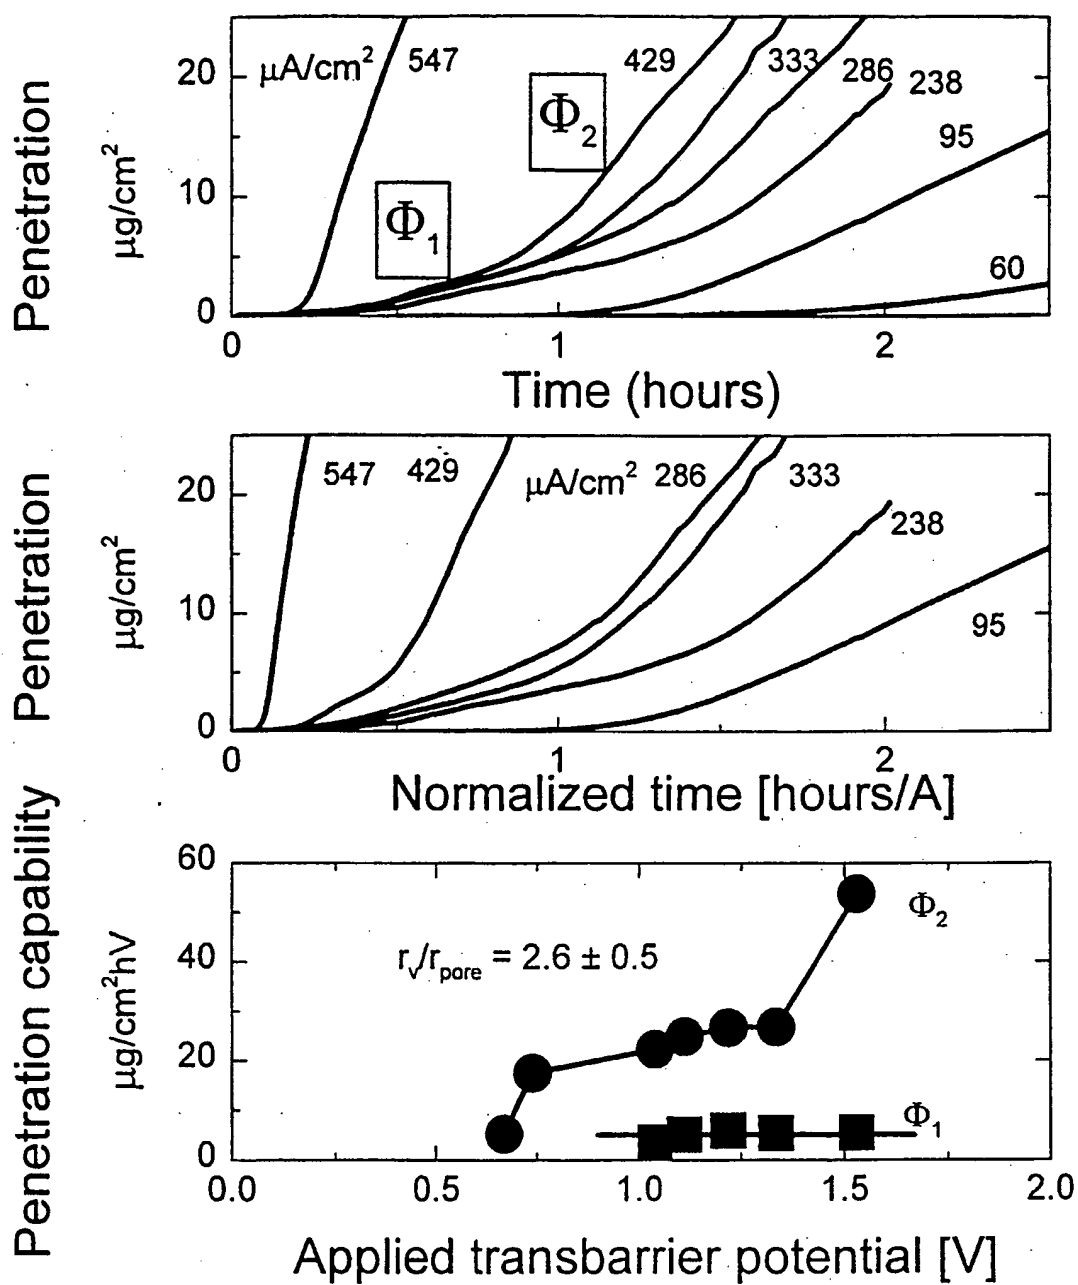 Penetration
μg/cm²
20
10
0
μA/cm²
547
429
333
286
238
95
60
Φ₁
Φ₂
0
1
2
Time (hours)
Penetration
μg/cm²
20
10
0
547
429
μA/cm²
286
333
238
95
0
1
2
Normalized time [hours/A]
Penetration capability
μg/cm²hV
60
40
20
0
rᵥ/rpore = 2.6 ± 0.5
Φ₂
Φ₁
0.0
0.5
1.0
1.5
2.0
Applied transbarrier potential [V]